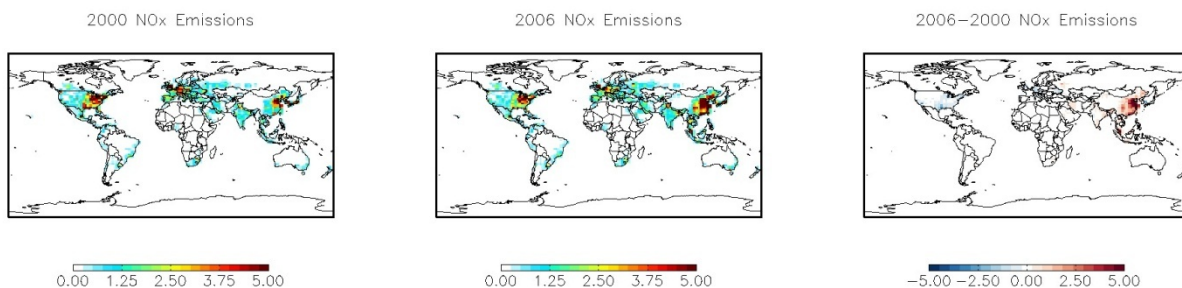 2000 NOx Emissions
2006 NOx Emissions
2006-2000 NOx Emissions
0.00 1.25 2.50 3.75 5.00
0.00 1.25 2.50 3.75 5.00
-5.00 -2.50 0.00 2.50 5.00